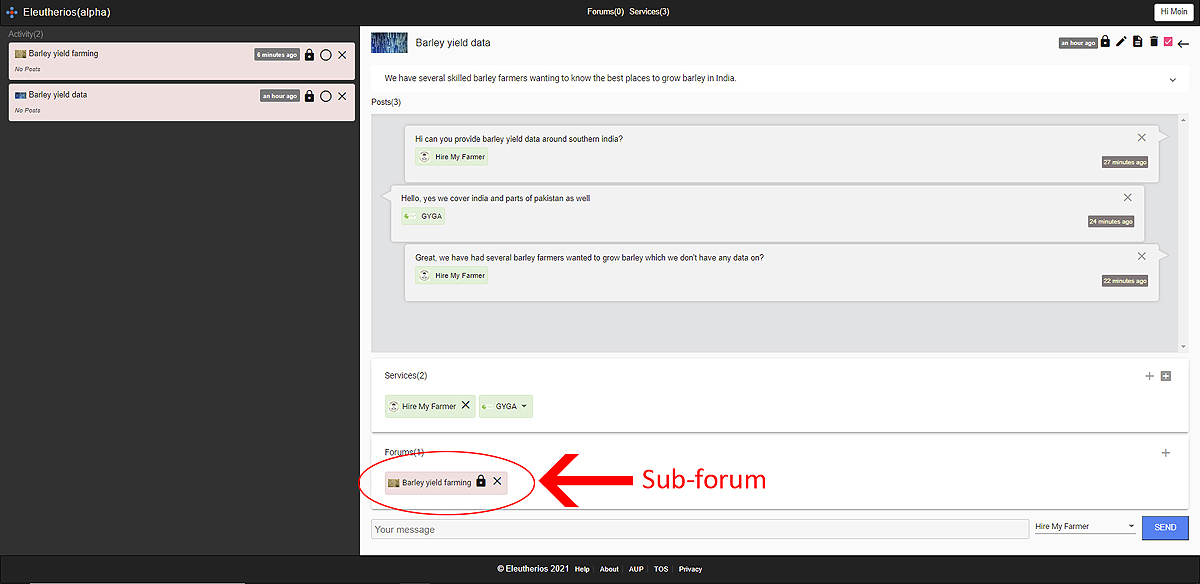 Eleutherios(alpha)
Forums(0) Services(3)
Hi Moin
Activity(2)
Barley yield farming
6 minutes ago
No Posts
Barley yield data
an hour ago
No Posts
Barley yield data
an hour ago
We have several skilled barley farmers wanting to know the best places to grow barley in India.
Posts(3)
Hi can you provide barley yield data around southern india?
Hire My Farmer
27 minutes ago
Hello, yes we cover india and parts of pakistan as well
GYGA
24 minutes ago
Great, we have had several barley farmers wanted to grow barley which we don't have any data on?
Hire My Farmer
22 minutes ago
Services(2)
Hire My Farmer GYGA
Forums(1)
Barley yield farming
Sub-forum
Your message
Hire My Farmer
SEND
© Eleutherios 2021 Help About AUP TOS Privacy